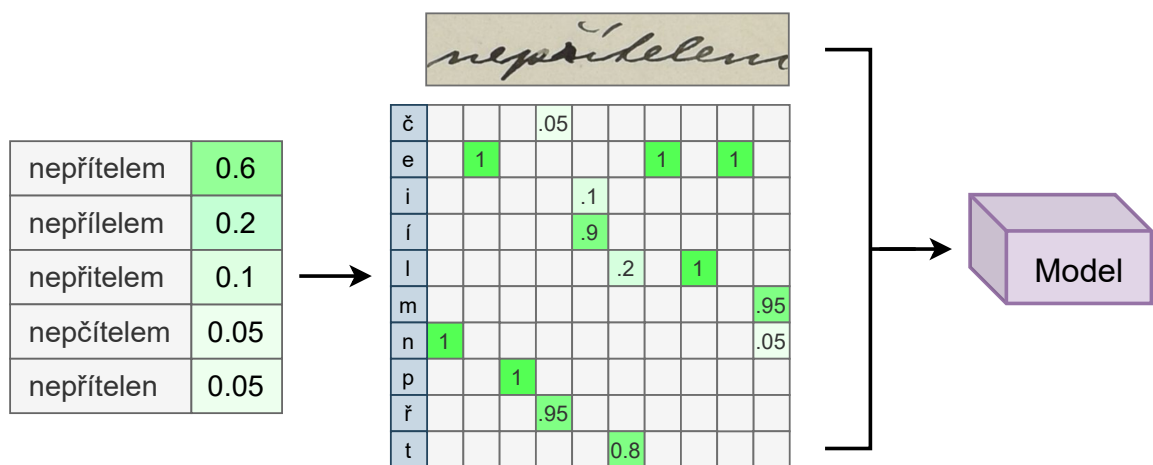 nepřítelem
nepřítelem 0.6
nepřílelem 0.2
nepřitelem 0.1
nepčítelem 0.05
nepřítelen 0.05
č .05
e 1 1 1
i .1
í .9
l .2 1
m .95
n 1 .05
p 1
ř .95
t 0.8
Model